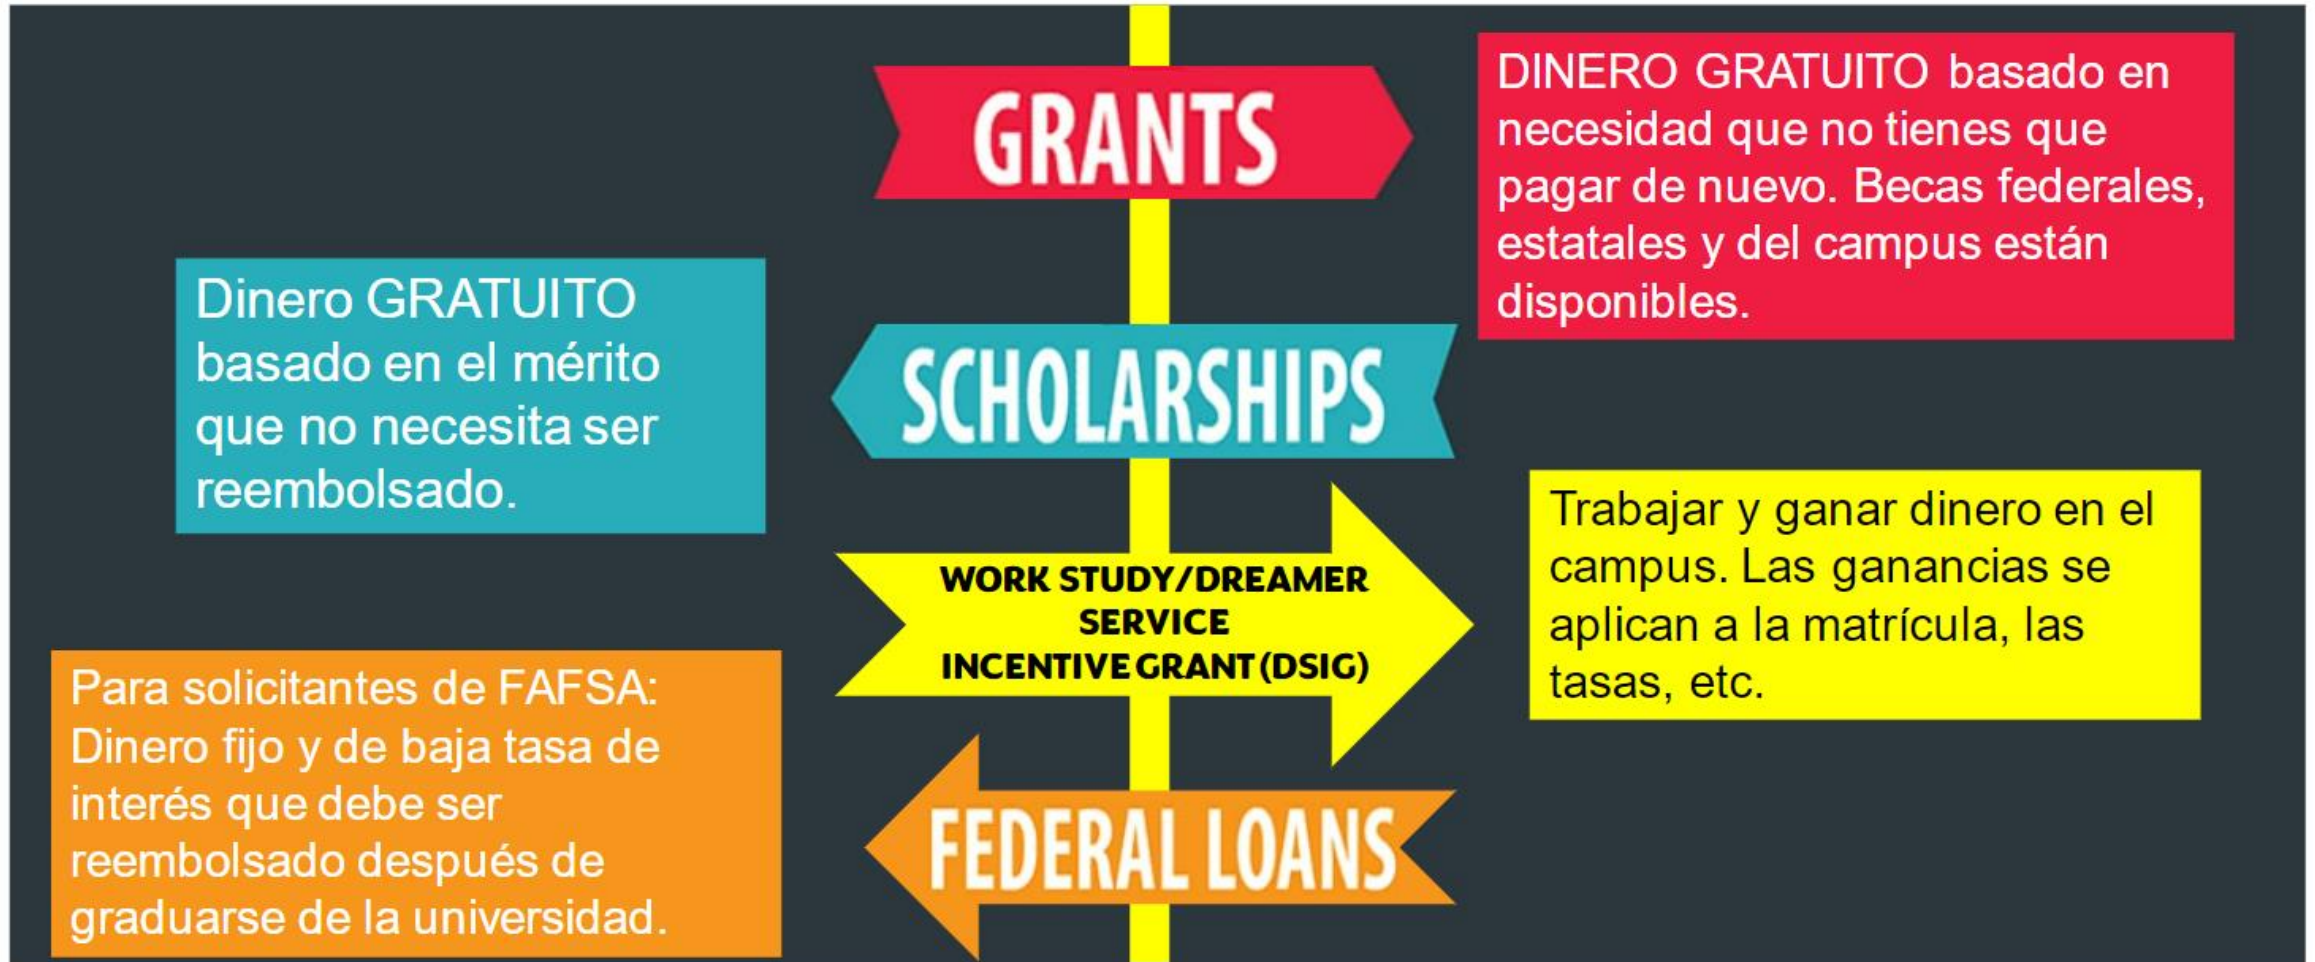 GRANTS
DINERO GRATUITO basado en
necesidad que no tienes que
pagar de nuevo. Becas federales,
estatales y del campus están
disponibles.
SCHOLARSHIPS
Dinero GRATUITO
basado en el mérito
que no necesita ser
reembolsado.
WORK STUDY/DREAMER
SERVICE
INCENTIVE GRANT (DSIG)
Trabajar y ganar dinero en el
campus. Las ganancias se
aplican a la matrícula, las
tasas, etc.
FEDERAL LOANS
Para solicitantes de FAFSA:
Dinero fijo y de baja tasa de
interés que debe ser
reembolsado después de
graduarse de la universidad.